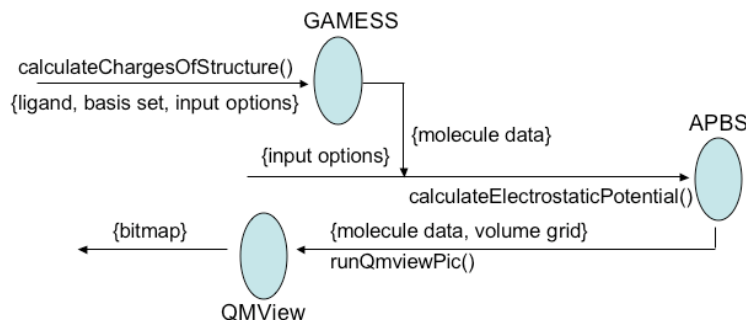 GAMESS
calculateChargesOfStructure()
{ligand, basis set, input options}
{molecule data}
APBS
{input options}
calculateElectrostaticPotential()
{bitmap}
{molecule data, volume grid}
runQmviewPic()
QMView